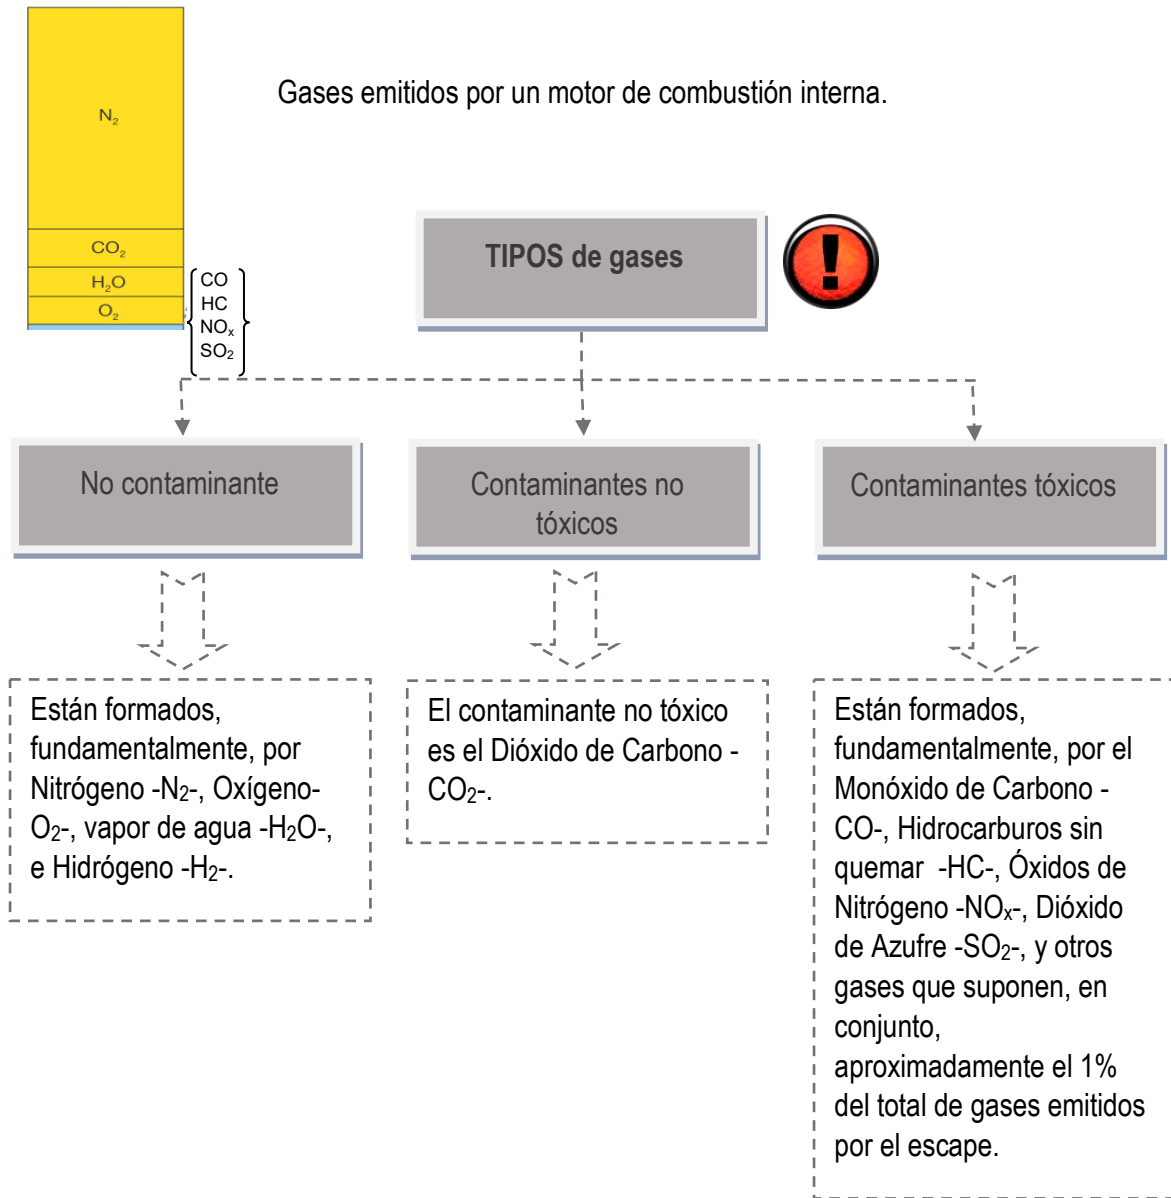 Gases emitidos por un motor de combustión interna.
N₂
CO₂
H₂O
O₂
CO
HC
NOₓ
SO₂
TIPOS de gases
!
No contaminante
Contaminantes no
tóxicos
Contaminantes tóxicos
Están formados,
fundamentalmente, por
Nitrógeno -N₂-, Oxígeno-
O₂-, vapor de agua -H₂O-,
e Hidrógeno -H₂-.
El contaminante no tóxico
es el Dióxido de Carbono -
CO₂-.
Están formados,
fundamentalmente, por el
Monóxido de Carbono -
CO-, Hidrocarburos sin
quemar -HC-, Óxidos de
Nitrógeno -NOₓ-, Dióxido
de Azufre -SO₂-, y otros
gases que suponen, en
conjunto,
aproximadamente el 1%
del total de gases emitidos
por el escape.